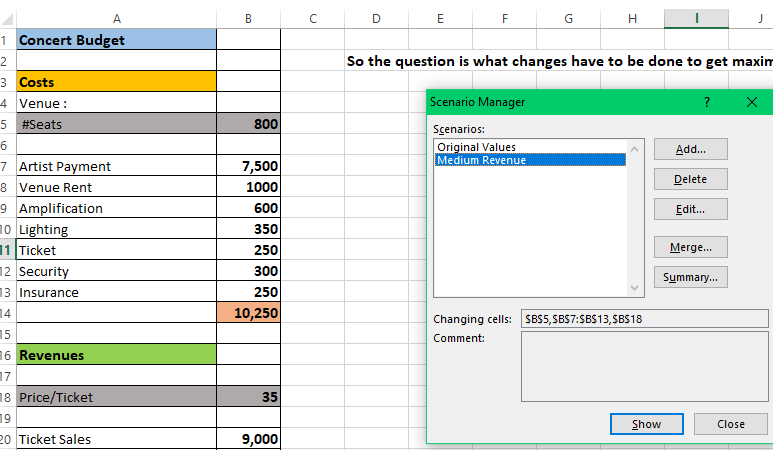 A B C D E F G H I J
1 Concert Budget
2 So the question is what changes have to be done to get maxim
3 Costs
4 Venue :
5 #Seats 800
6
7 Artist Payment 7,500
8 Venue Rent 1000
9 Amplification 600
10 Lighting 350
11 Ticket 250
12 Security 300
13 Insurance 250
14 10,250
15
16 Revenues
17
18 Price/Ticket 35
19
20 Ticket Sales 9,000
Scenario Manager ? ×
Scenarios:
Original Values
Medium Revenue
Add...
Delete
Edit...
Merge...
Summary...
Changing cells: $B$5,$B$7:$B$13,$B$18
Comment:
Show Close